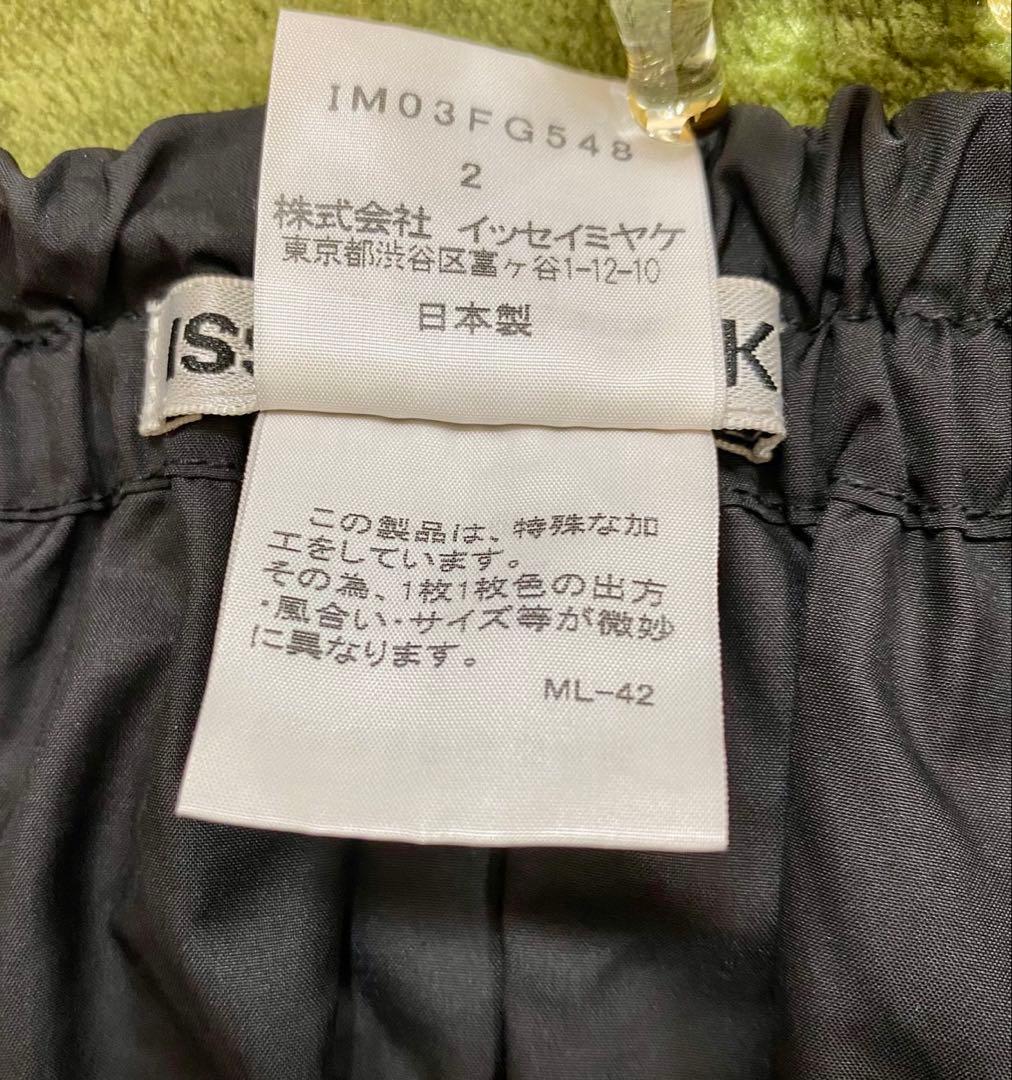 IM03FG548
2
株式会社 イッセイミヤケ
東京都渋谷区富ヶ谷1-12-10
日本製
ISS K
この製品は、特殊な加
工をしています。
その為、1枚1枚色の出方
・風合い・サイズ等が微妙
に異なります。
ML-42